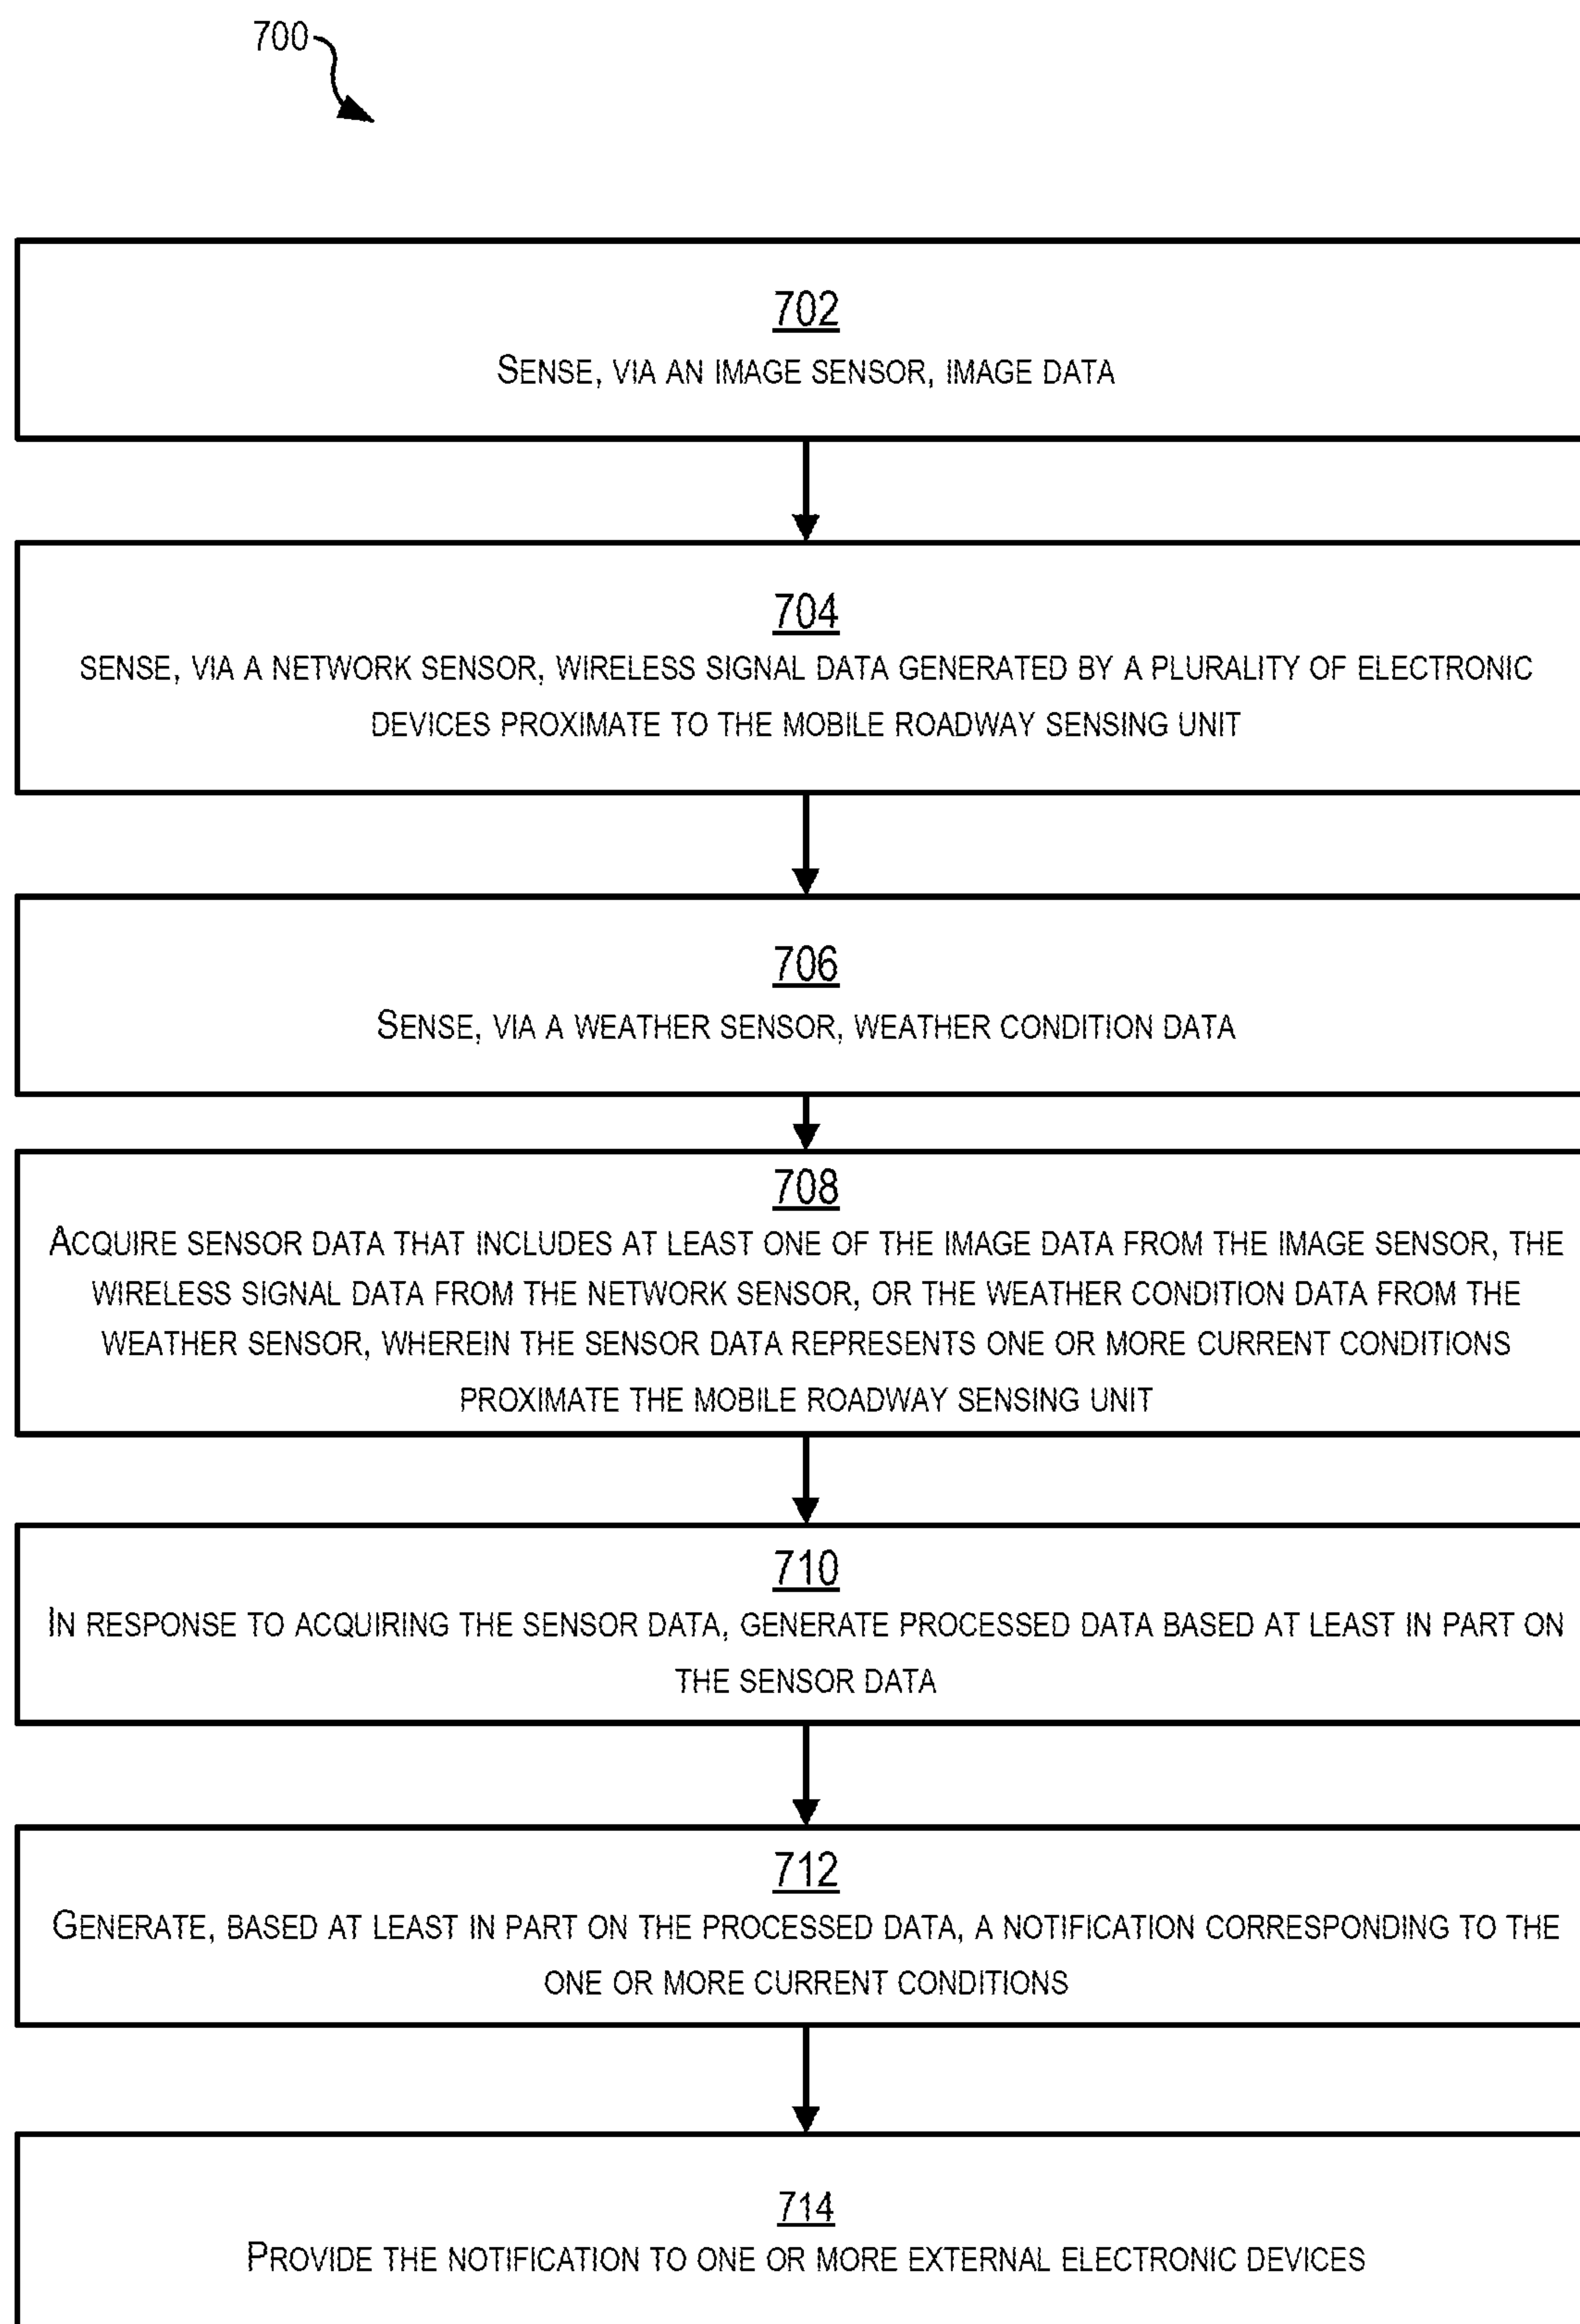 700
702
SENSE, VIA AN IMAGE SENSOR, IMAGE DATA
704
SENSE, VIA A NETWORK SENSOR, WIRELESS SIGNAL DATA GENERATED BY A PLURALITY OF ELECTRONIC
DEVICES PROXIMATE TO THE MOBILE ROADWAY SENSING UNIT
706
SENSE, VIA A WEATHER SENSOR, WEATHER CONDITION DATA
708
ACQUIRE SENSOR DATA THAT INCLUDES AT LEAST ONE OF THE IMAGE DATA FROM THE IMAGE SENSOR, THE
WIRELESS SIGNAL DATA FROM THE NETWORK SENSOR, OR THE WEATHER CONDITION DATA FROM THE
WEATHER SENSOR, WHEREIN THE SENSOR DATA REPRESENTS ONE OR MORE CURRENT CONDITIONS
PROXIMATE THE MOBILE ROADWAY SENSING UNIT
710
IN RESPONSE TO ACQUIRING THE SENSOR DATA, GENERATE PROCESSED DATA BASED AT LEAST IN PART ON
THE SENSOR DATA
712
GENERATE, BASED AT LEAST IN PART ON THE PROCESSED DATA, A NOTIFICATION CORRESPONDING TO THE
ONE OR MORE CURRENT CONDITIONS
714
PROVIDE THE NOTIFICATION TO ONE OR MORE EXTERNAL ELECTRONIC DEVICES